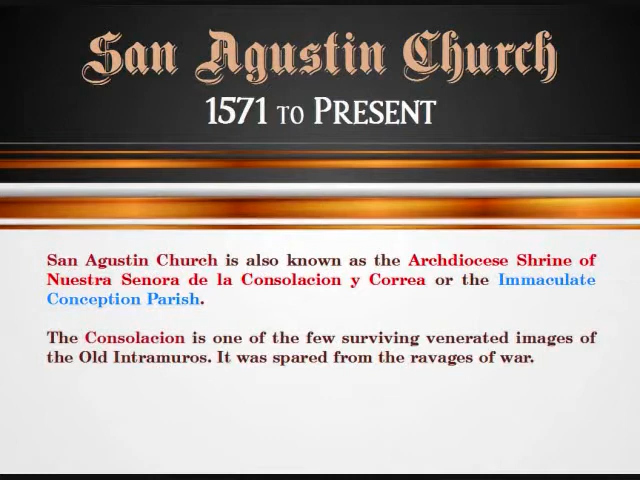 San Agustin Church
1571 TO PRESENT
San Agustin Church is also known as the Archdiocese Shrine of
Nuestra Senora de la Consolacion y Correa or the Immaculate
Conception Parish.
The Consolacion is one of the few surviving venerated images of
the Old Intramuros. It was spared from the ravages of war.